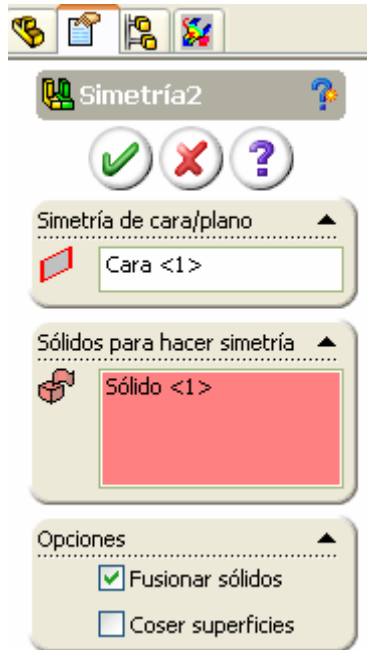 Simetría2
?
Simetría de cara/plano
Cara <1>
Sólidos para hacer simetría
Sólido <1>
Opciones
Fusionar sólidos
Coser superficies